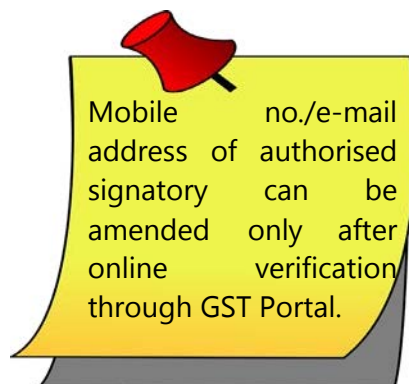 Mobile no./e-mail
address of authorised
signatory can be
amended only after
online verification
through GST Portal.